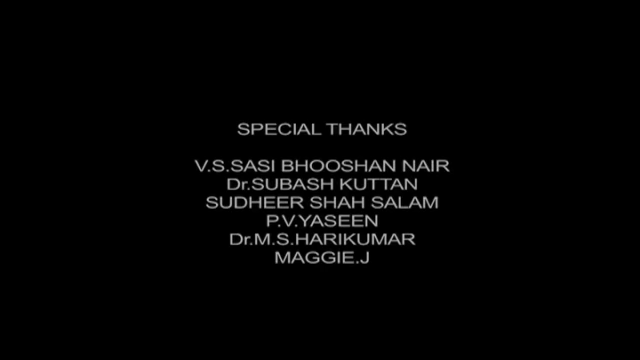 SPECIAL THANKS
V.S.SASI BHOOSHAN NAIR
Dr.SUBASH KUTTAN
SUDHEER SHAH SALAM
P.V.YASEEN
Dr.M.S.HARIKUMAR
MAGGIE.J